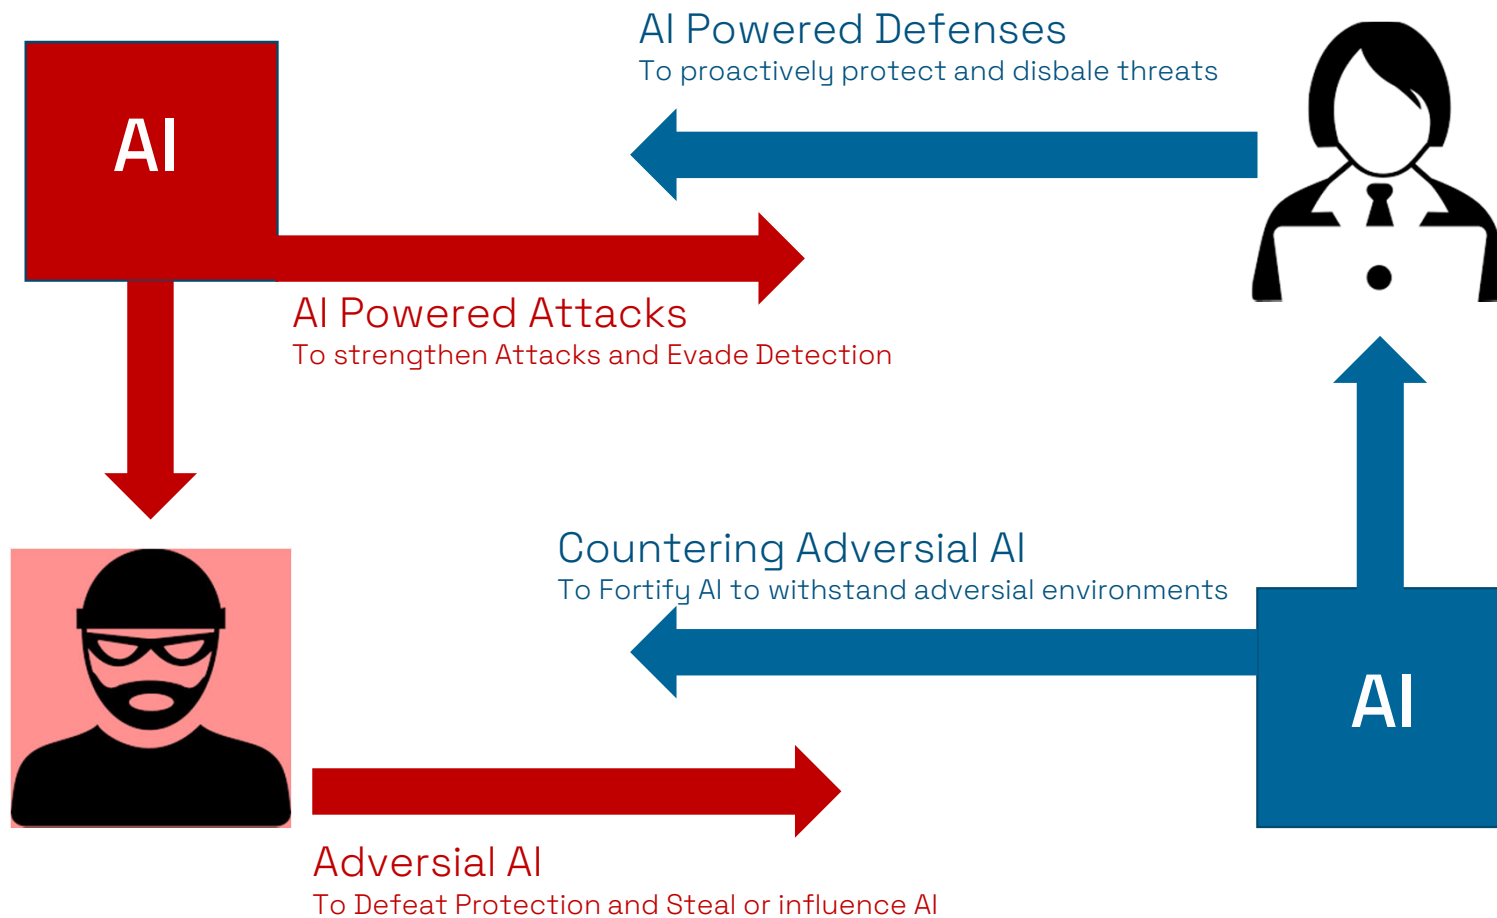 AI Powered Defenses
To proactively protect and disbale threats
AI
AI Powered Attacks
To strengthen Attacks and Evade Detection
Countering Adversial AI
To Fortify AI to withstand adversial environments
AI
Adversial AI
To Defeat Protection and Steal or influence AI